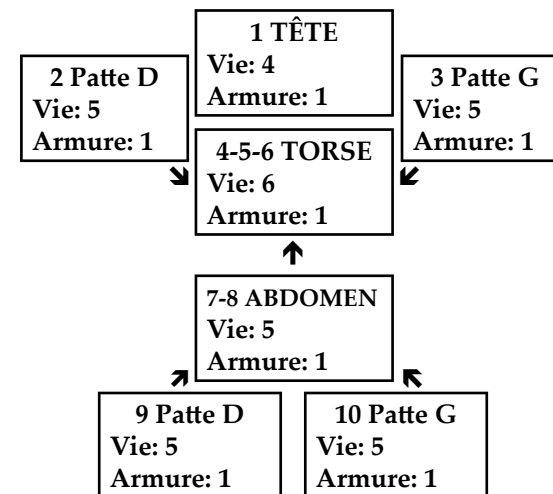 1 TÊTE
Vie: 4
Armure: 1
2 Patte D
Vie: 5
Armure: 1
3 Patte G
Vie: 5
Armure: 1
4-5-6 TORSE
Vie: 6
Armure: 1
7-8 ABDOMEN
Vie: 5
Armure: 1
9 Patte D
Vie: 5
Armure: 1
10 Patte G
Vie: 5
Armure: 1